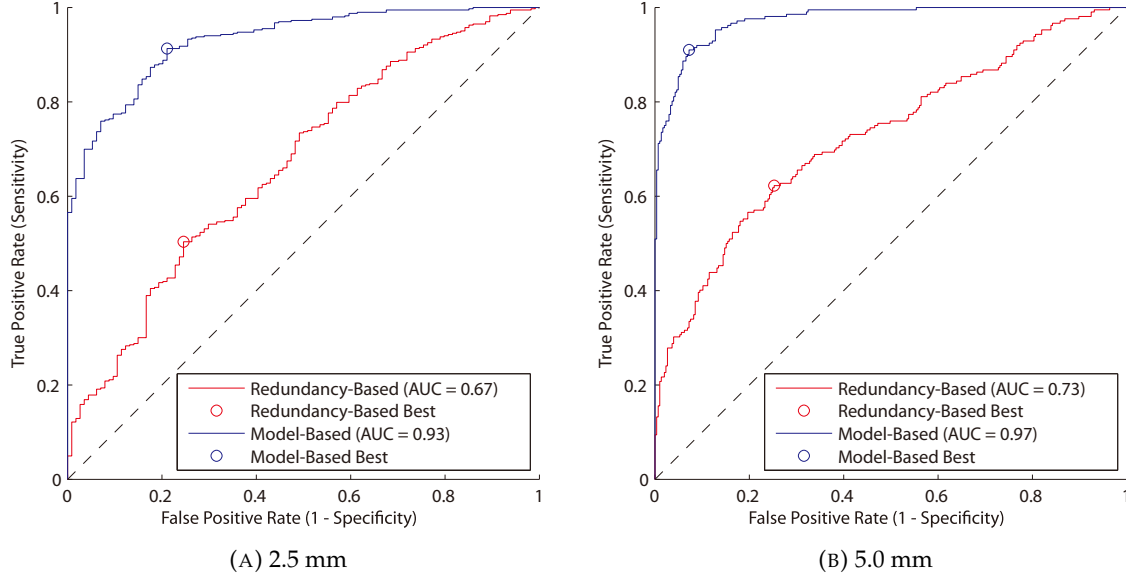 True Positive Rate (Sensitivity)
1
0.8
0.6
0.4
0.2
0
0
0.2
0.4
0.6
0.8
1
False Positive Rate (1 - Specificity)
Redundancy-Based (AUC = 0.67)
Redundancy-Based Best
Model-Based (AUC = 0.93)
Model-Based Best
(A) 2.5 mm
True Positive Rate (Sensitivity)
1
0.8
0.6
0.4
0.2
0
0
0.2
0.4
0.6
0.8
1
False Positive Rate (1 - Specificity)
Redundancy-Based (AUC = 0.73)
Redundancy-Based Best
Model-Based (AUC = 0.97)
Model-Based Best
(B) 5.0 mm